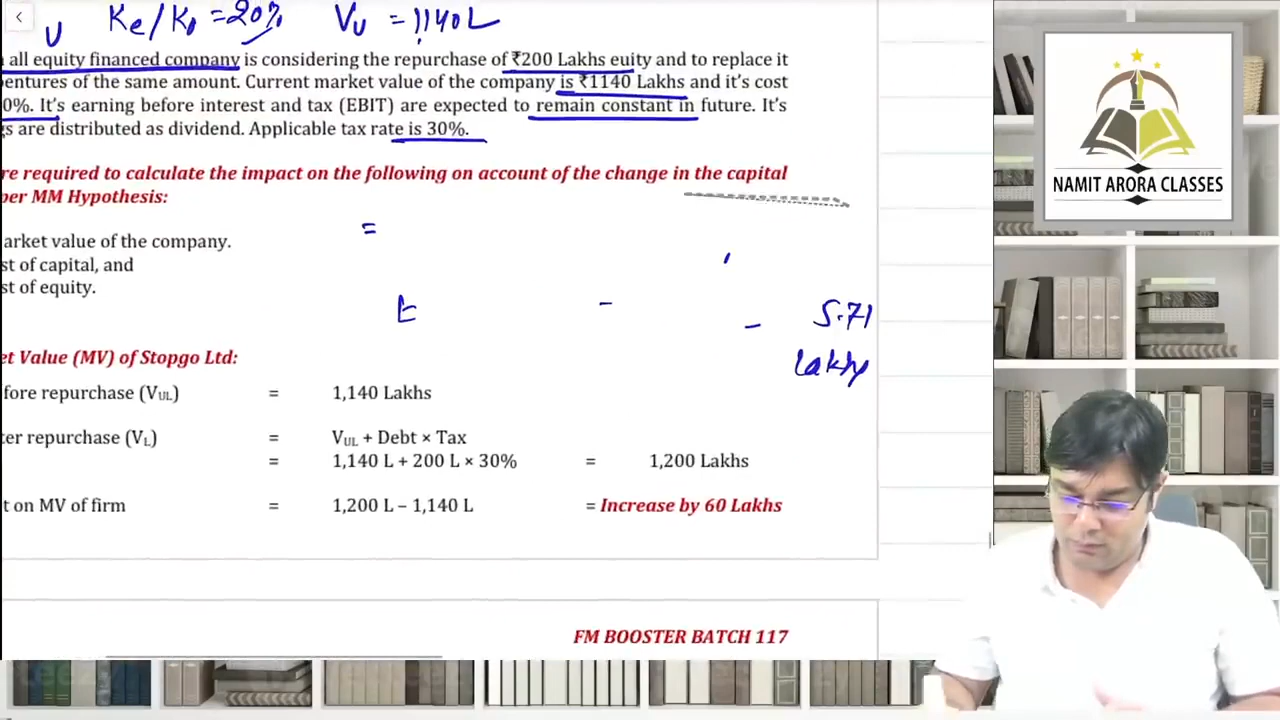 U Ke/Ko = 20% Vu = 1140L
all equity financed company is considering the repurchase of ₹200 Lakhs euity and to replace it
entures of the same amount. Current market value of the company is ₹1140 Lakhs and it's cost
0%. It's earning before interest and tax (EBIT) are expected to remain constant in future. It's
gs are distributed as dividend. Applicable tax rate is 30%.
re required to calculate the impact on the following on account of the change in the capital
per MM Hypothesis:
=
arket value of the company.
st of capital, and
st of equity.
E -
- 5.71
lakhs
et Value (MV) of Stopgo Ltd:
fore repurchase (VUL) = 1,140 Lakhs
ter repurchase (VL) = VUL + Debt × Tax
= 1,140 L + 200 L × 30% = 1,200 Lakhs
t on MV of firm = 1,200 L – 1,140 L = Increase by 60 Lakhs
FM BOOSTER BATCH 117
NAMIT ARORA CLASSES